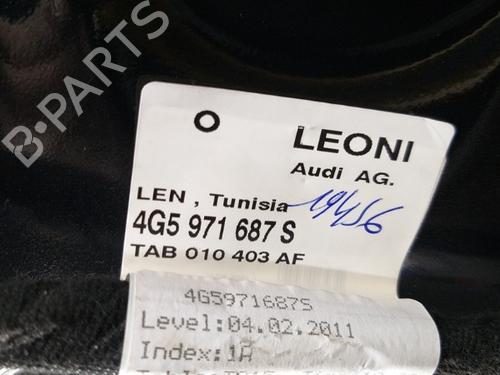 O LEONI
Audi AG.
LEN , Tunisia
19456
4G5 971 687 S
TAB 010 403 AF
4G5971687S
Level:04.02.2011
Index:1A
B-Parts